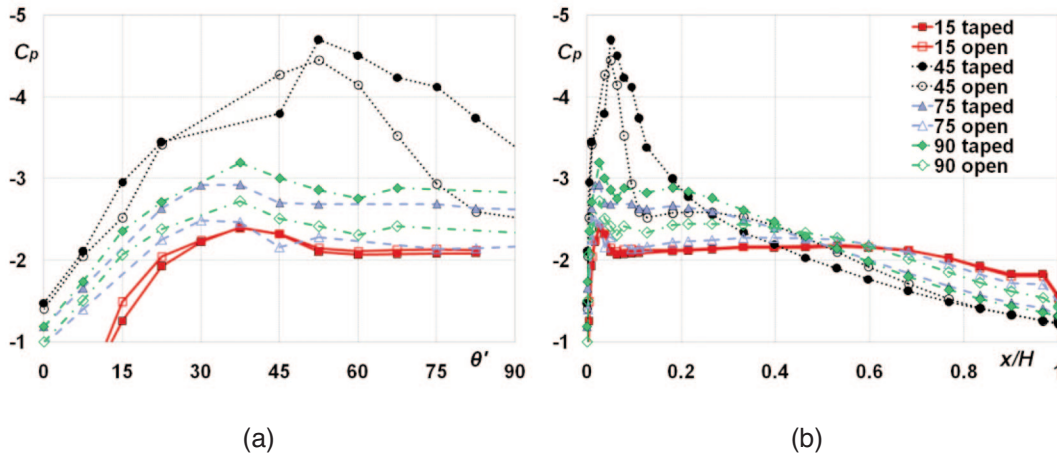 -5
Cp
-4
-3
-2
-1
0 15 30 45 60 75 90
θ'
(a)
-5
Cp
-4
-3
-2
-1
0 0.2 0.4 0.6 0.8 1
x/H
15 taped
15 open
45 taped
45 open
75 taped
75 open
90 taped
90 open
(b)